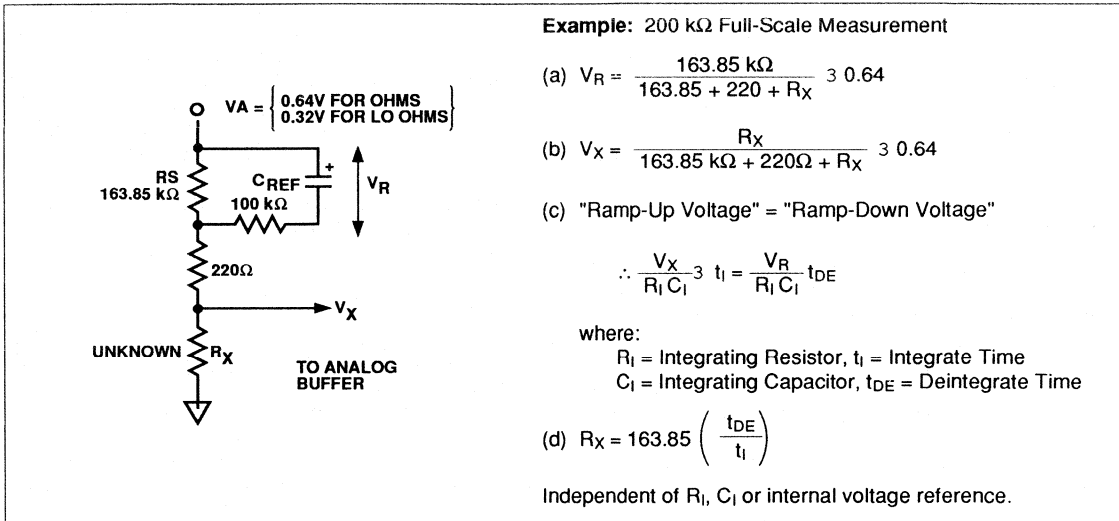 VA = { 0.64V FOR OHMS
0.32V FOR LO OHMS }
RS
163.85 kΩ
CREF
+
VR
100 kΩ
220Ω
VX
UNKNOWN RX
TO ANALOG
BUFFER
Example: 200 kΩ Full-Scale Measurement
(a) VR = 163.85 kΩ / 163.85 + 220 + RX 3 0.64
(b) VX = RX / 163.85 kΩ + 220Ω + RX 3 0.64
(c) "Ramp-Up Voltage" = "Ramp-Down Voltage"
∴ VX / RI CI 3 tI = VR / RI CI tDE
where:
RI = Integrating Resistor, tI = Integrate Time
CI = Integrating Capacitor, tDE = Deintegrate Time
(d) RX = 163.85 ( tDE / tI )
Independent of RI, CI or internal voltage reference.